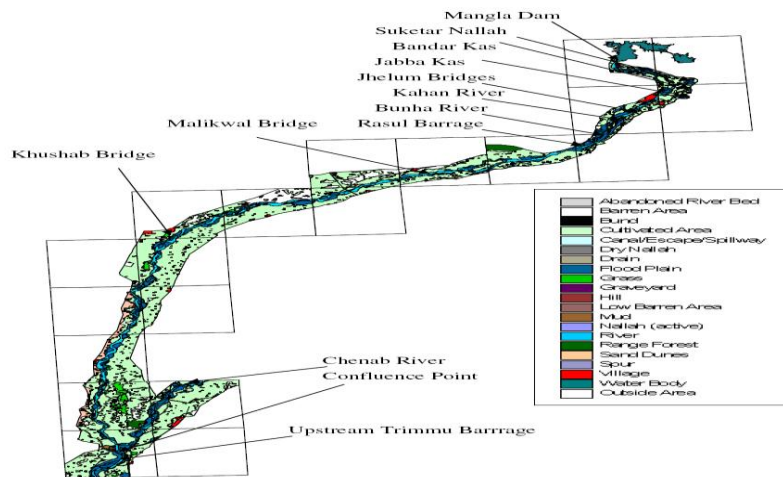 Mangla Dam
Suketar Nallah
Bandar Kas
Jabba Kas
Jhelum Bridges
Kahan River
Bunha River
Rasul Barrage
Malikwal Bridge
Khushab Bridge
Abandoned River Bed
Barren Area
Bund
Cultivated Area
Canal/Escape/Spillway
Dry Nallah
Drain
Flood Plain
Grass
Graveyard
Hill
Low Barren Area
Mud
Nallah (active)
River
Range Forest
Sand Dunes
Spur
Village
Water Body
Outside Area
Chenab River
Confluence Point
Upstream Trimmu Barrrage